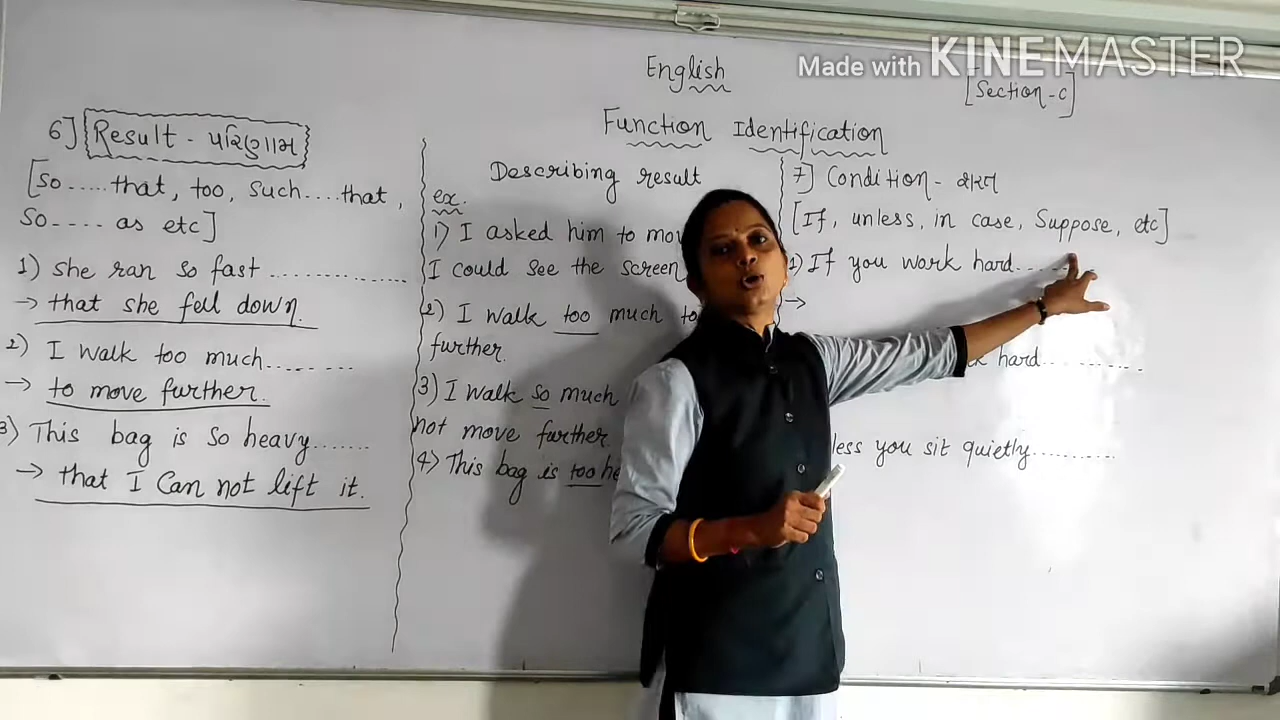 Made with KINEMASTER
English
[Section-C]
Function Identification
6] Result - પરિણામ
[So.....that, too, Such....that,
So.... as etc]
1) She ran so fast ................
→ that she fell down.
2) I walk too much..........
→ to move further.
3) This bag is so heavy.......
→ that I Can not lift it.
Describing result
ex.
1) I asked him to
I could see the screen
2) I walk too much
further.
3) I walk so much
not move further.
4) This bag is too
7) Condition - શરત
[If, unless, in case, Suppose, etc]
1) If you work hard.....
→
hard...........
you sit quietly...........